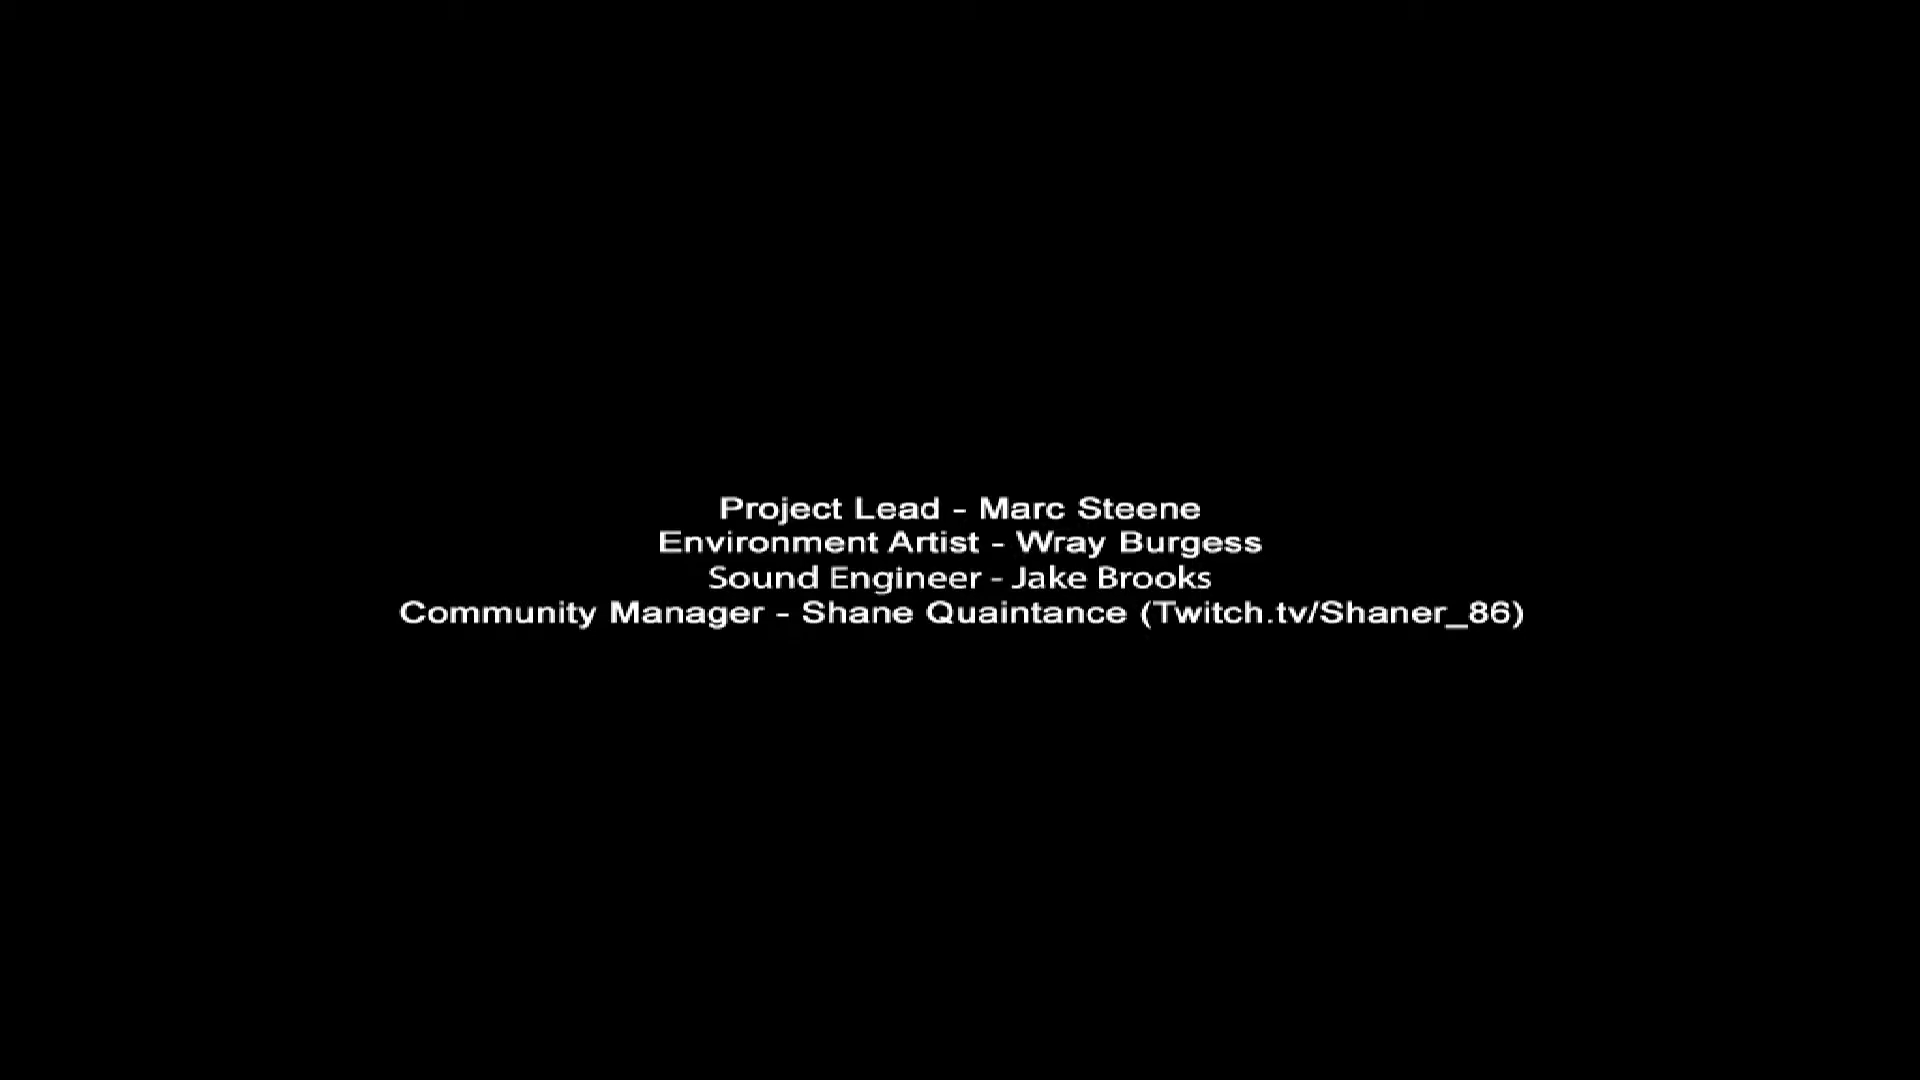 Project Lead - Marc Steene
Environment Artist - Wray Burgess
Sound Engineer - Jake Brooks
Community Manager - Shane Quaintance (Twitch.tv/Shaner_86)